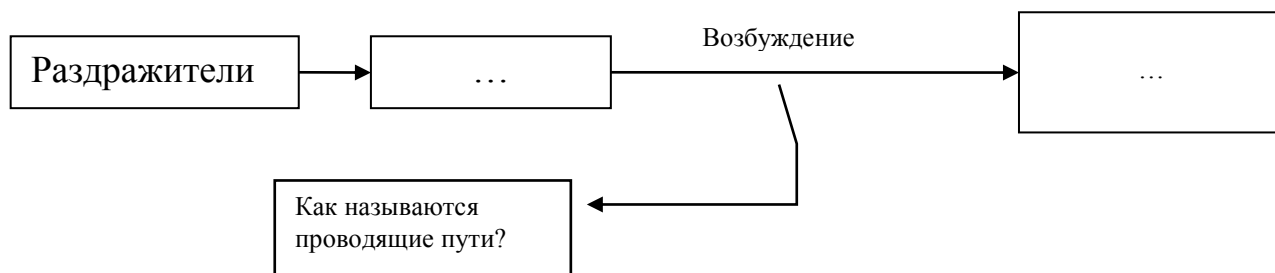 Возбуждение
Раздражители
…
…
Как называются
проводящие пути?